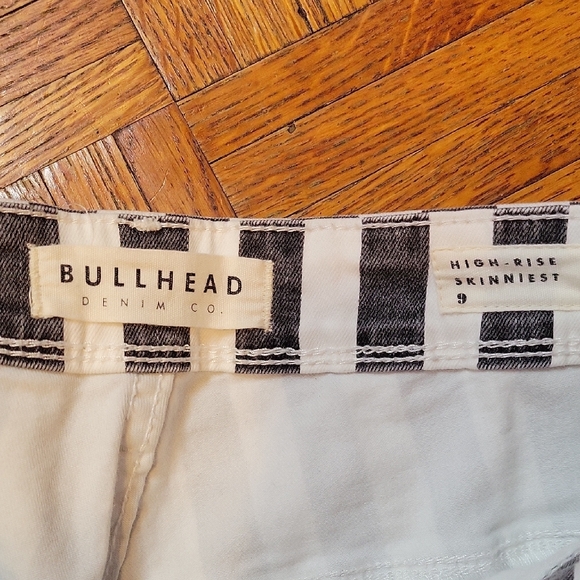 BULLHEAD
DENIM CO.
HIGH-RISE
SKINNIEST
9